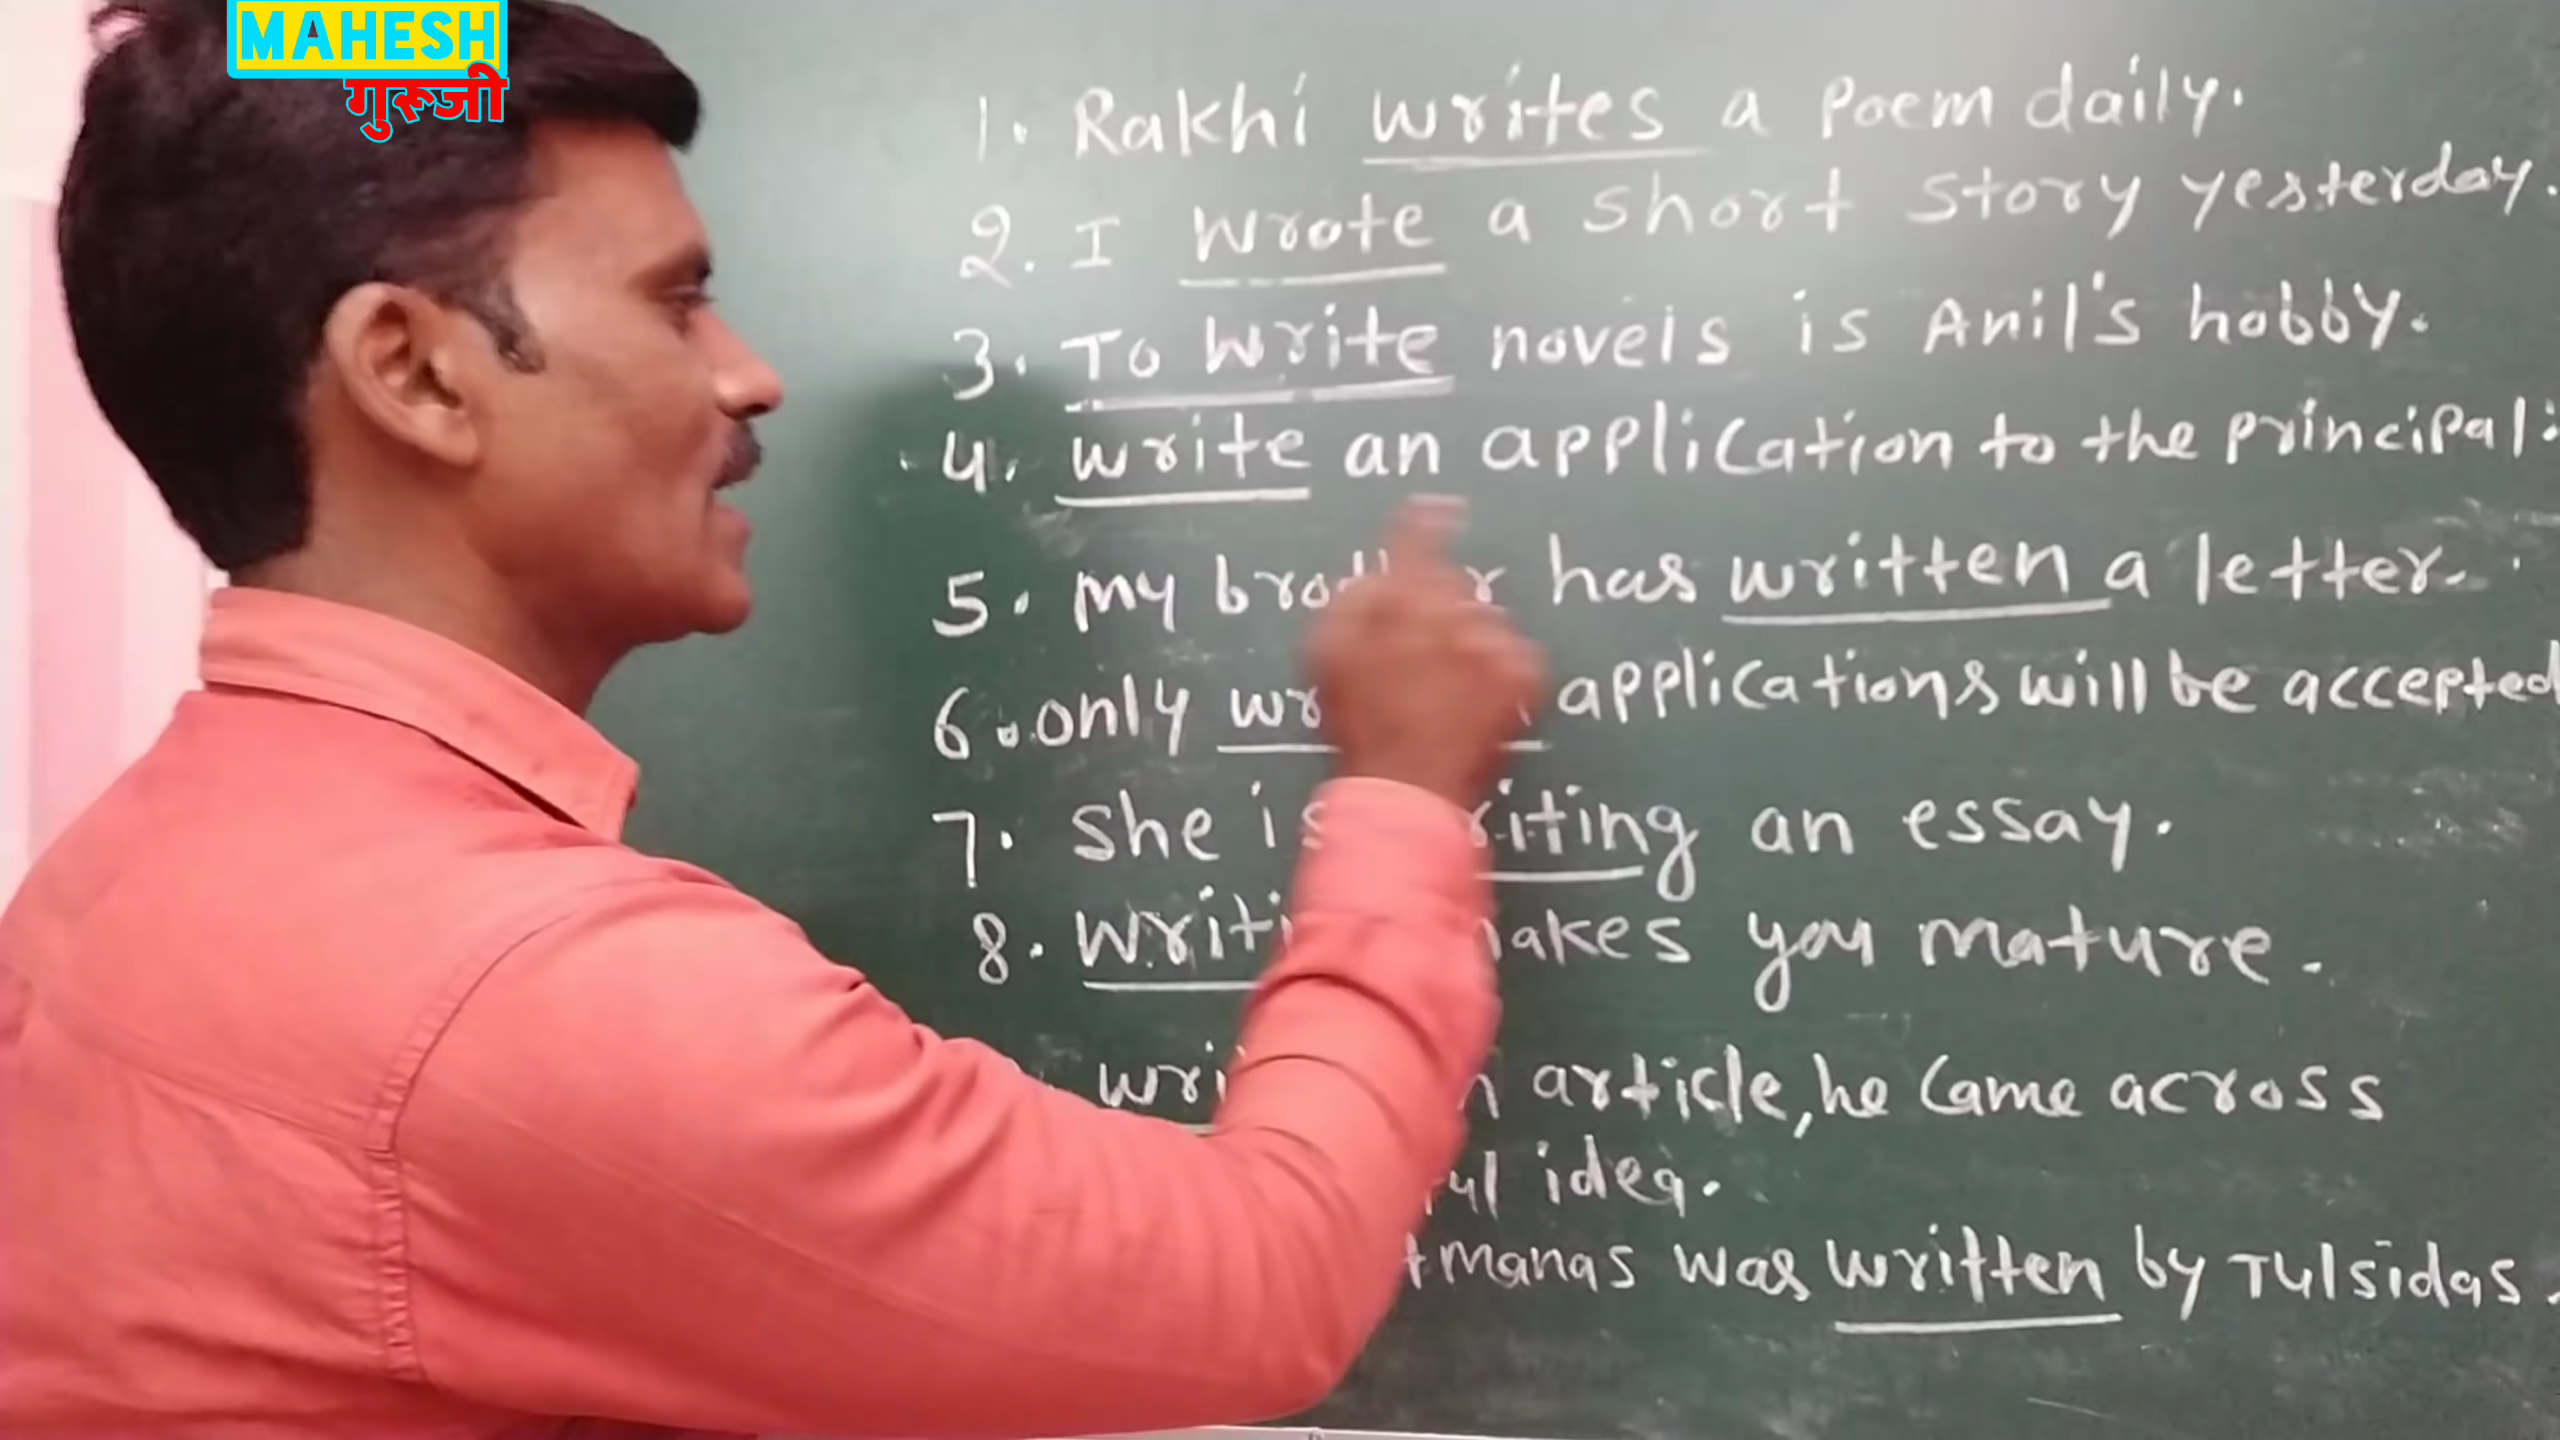 MAHESH
गुरूजी
1. Rakhi writes a Poem daily.
2. I wrote a short story yesterday.
3. To write novels is Anil's hobby.
4. write an application to the principal.
5. My has written a letter.
6. only applications will be accepted
7. she is an essay.
8. makes you mature.
article, he came across
idea.
was written by Tulsidas.